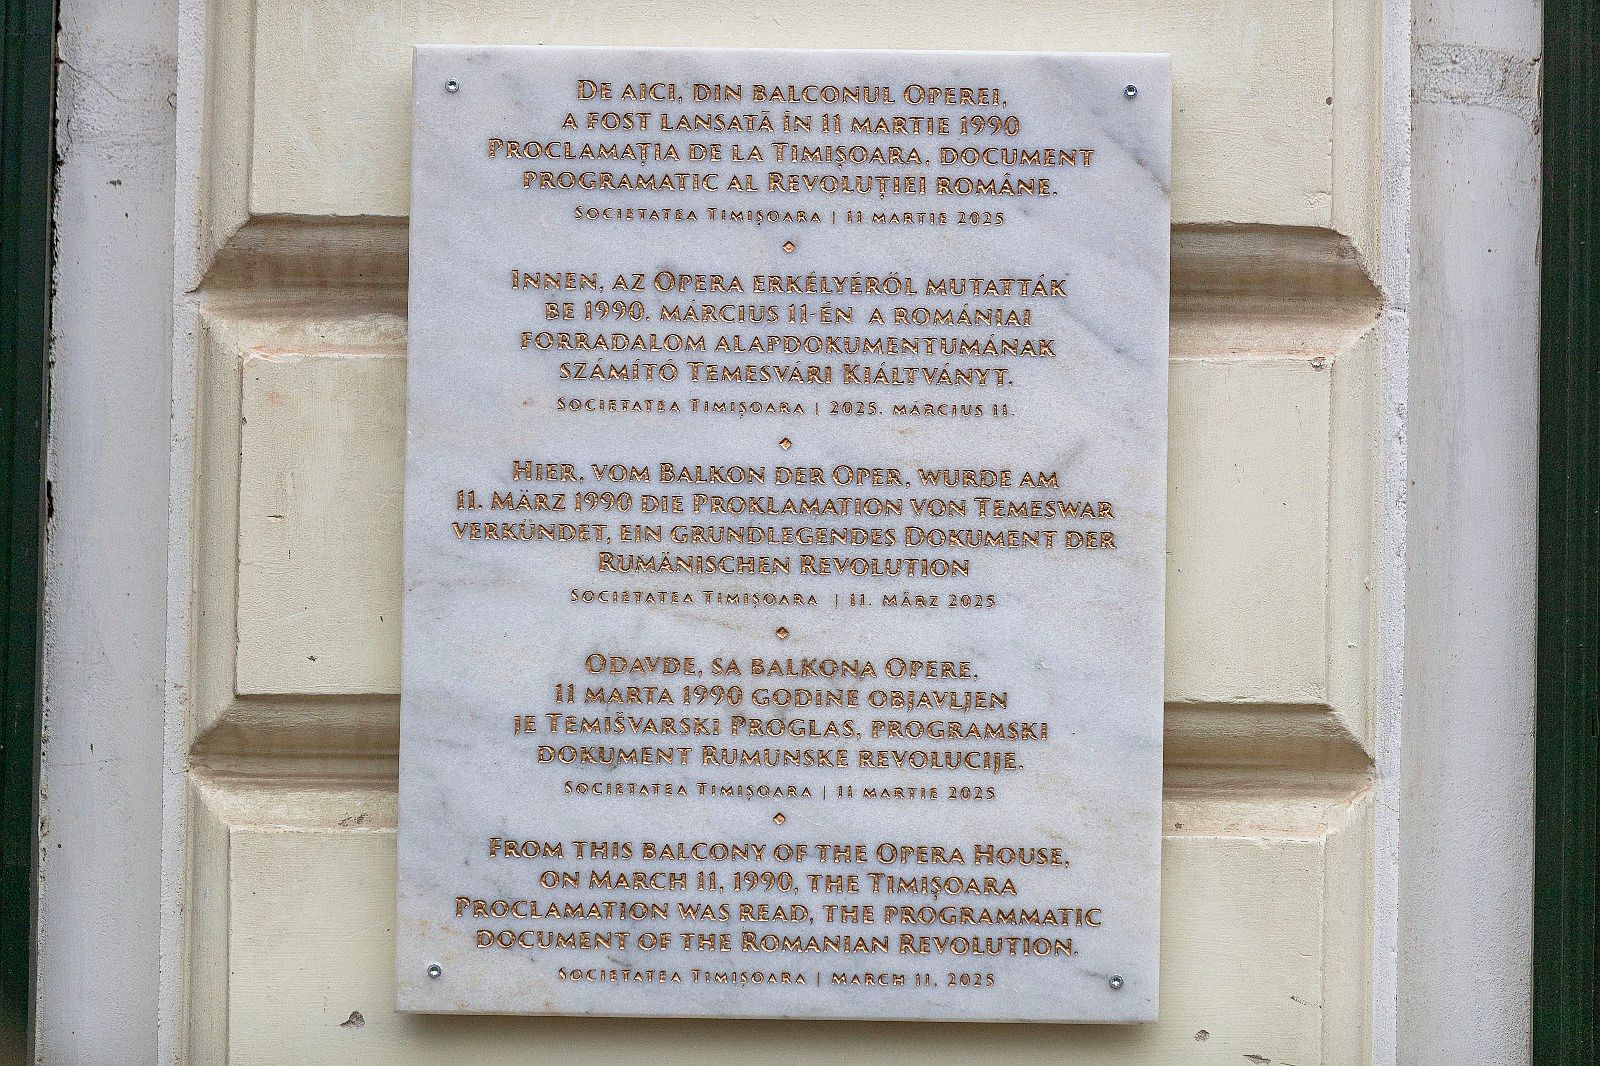 De aici, din balconul Operei,
a fost lansată în 11 martie 1990
Proclamația de la Timișoara, document
programatic al Revoluției Române.
Societatea Timișoara | 11 martie 2025
Innen, az Opera erkélyéről mutatták
be 1990. március 11-én a romániai
forradalom alapdokumentumának
számító Temesvári Kiáltványt.
Societatea Timișoara | 2025. március 11.
Hier, vom Balkon der Oper, wurde am
11. März 1990 die Proklamation von Temeswar
verkündet, ein grundlegendes Dokument der
Rumänischen Revolution
Societatea Timișoara | 11. März 2025
Odavde, sa balkona Opere,
11 marta 1990 godine objavljen
je Temišvarski Proglas, programski
dokument Rumunske revolucije.
Societatea Timișoara | 11 martie 2025
From this balcony of the Opera House,
on March 11, 1990, the Timișoara
Proclamation was read, the programmatic
document of the Romanian Revolution.
Societatea Timișoara | March 11, 2025